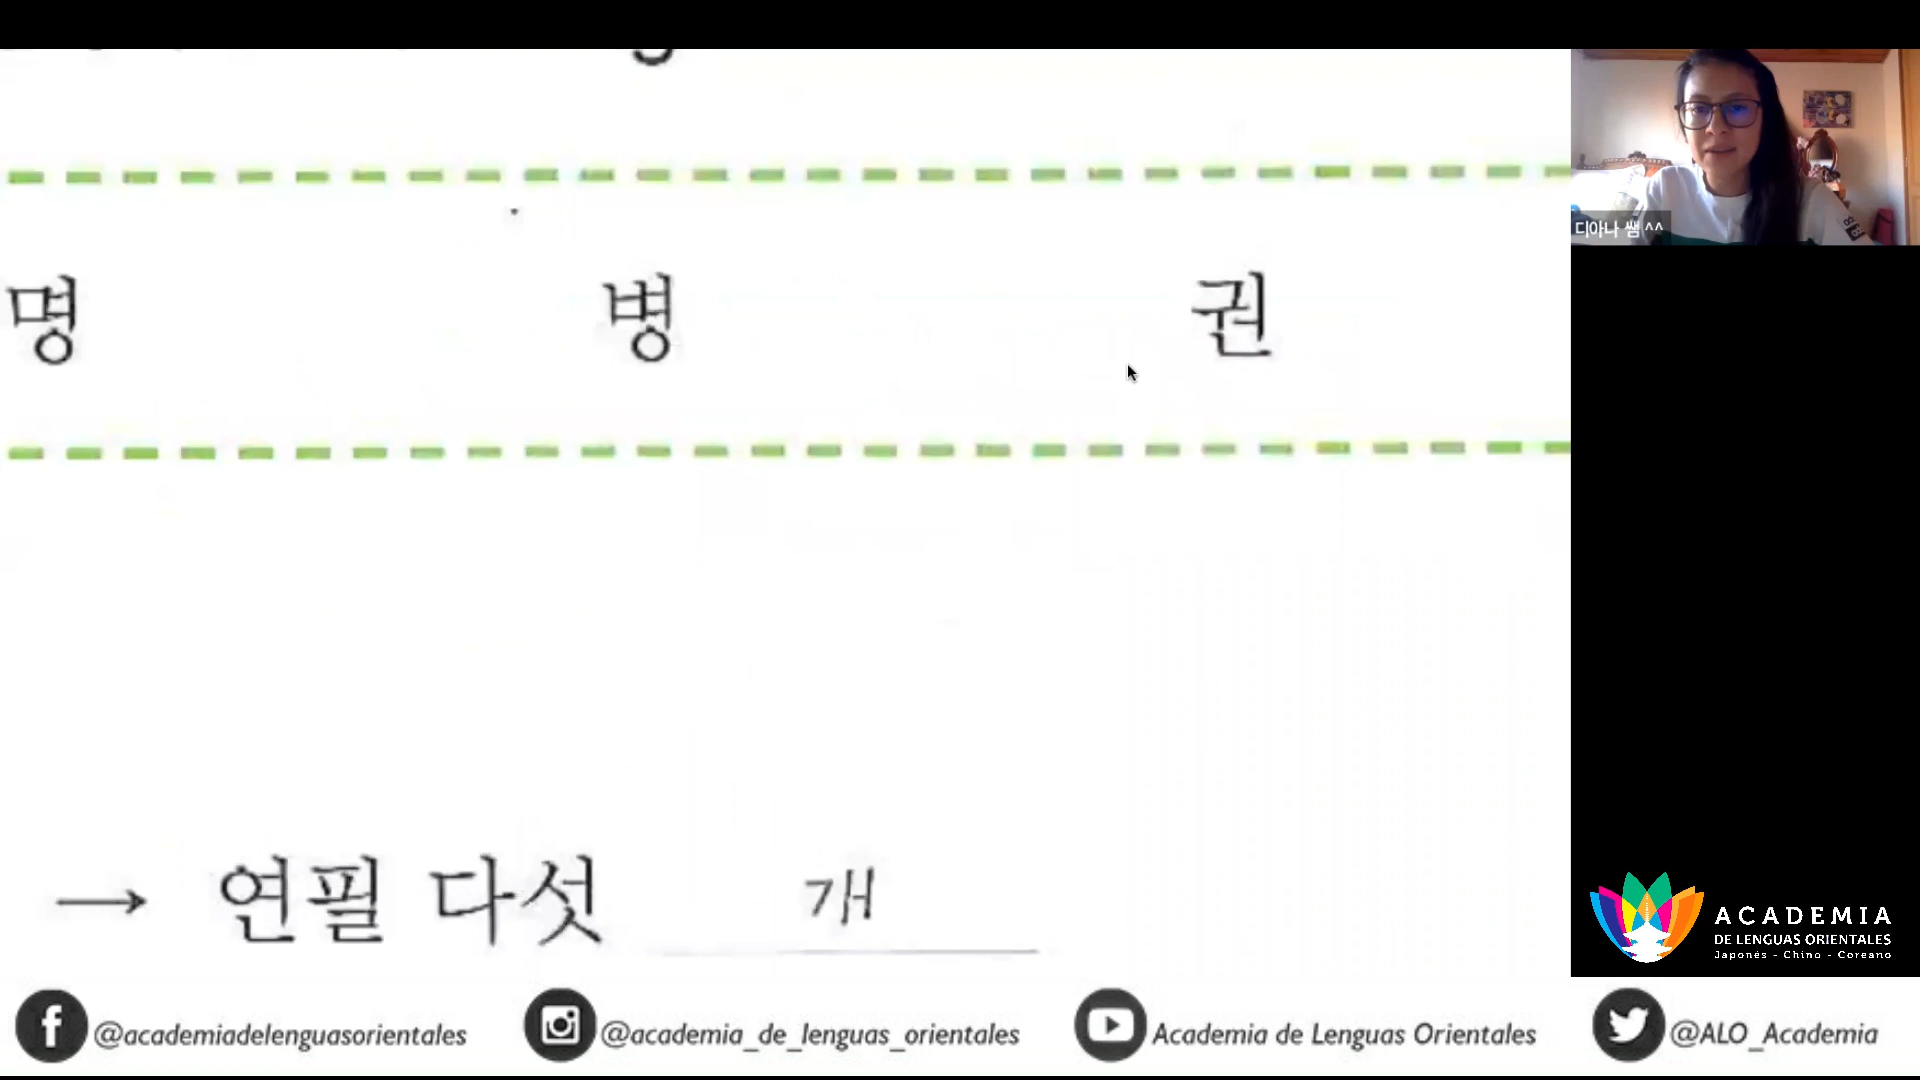 디아나 쌤 ^^
명 병 권
→ 연필 다섯 개
ACADEMIA
DE LENGUAS ORIENTALES
Japonés - Chino - Coreano
@academiadelenguasorientales @academia_de_lenguas_orientales Academia de Lenguas Orientales @ALO_Academia